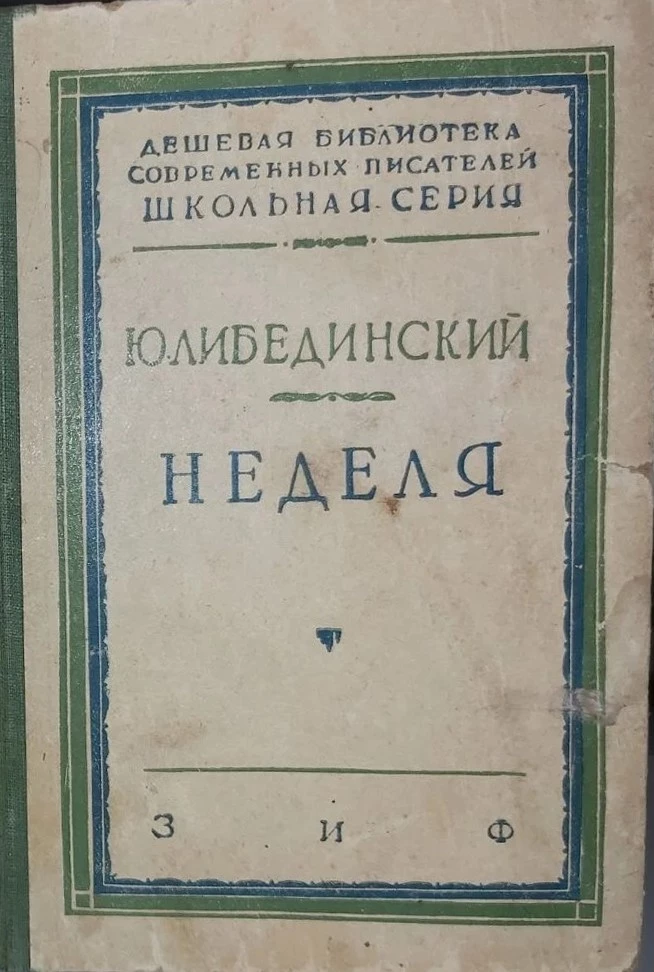 ДЕШЕВАЯ БИБЛИОТЕКА
СОВРЕМЕННЫХ ПИСАТЕЛЕЙ
ШКОЛЬНАЯ СЕРИЯ
Ю.ЛИБЕДИНСКИЙ
НЕДЕЛЯ
З И Ф